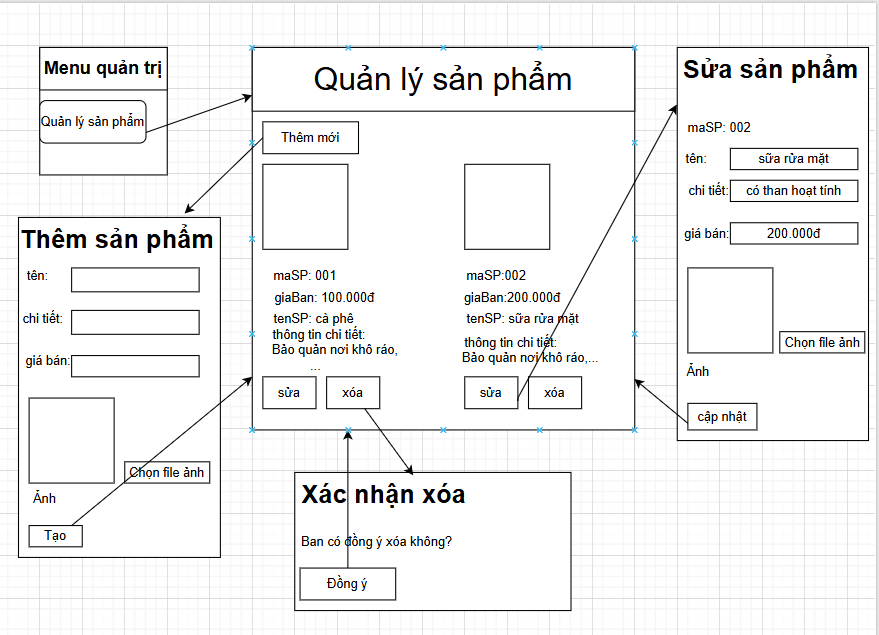 Menu quản trị
Quản lý sản phẩm
Quản lý sản phẩm
Thêm mới
maSP: 001
giaBan: 100.000đ
tenSP: cà phê
thông tin chi tiết:
Bảo quản nơi khô ráo,
...
sửa
xóa
maSP:002
giaBan:200.000đ
tenSP: sữa rửa mặt
thông tin chi tiết:
Bảo quản nơi khô ráo,...
sửa
xóa
Thêm sản phẩm
tên:
chi tiết:
giá bán:
Chọn file ảnh
Ảnh
Tạo
Xác nhận xóa
Ban có đồng ý xóa không?
Đồng ý
Sửa sản phẩm
maSP: 002
tên:
sữa rửa mặt
chi tiết:
có than hoạt tính
giá bán:
200.000đ
Chọn file ảnh
Ảnh
cập nhật